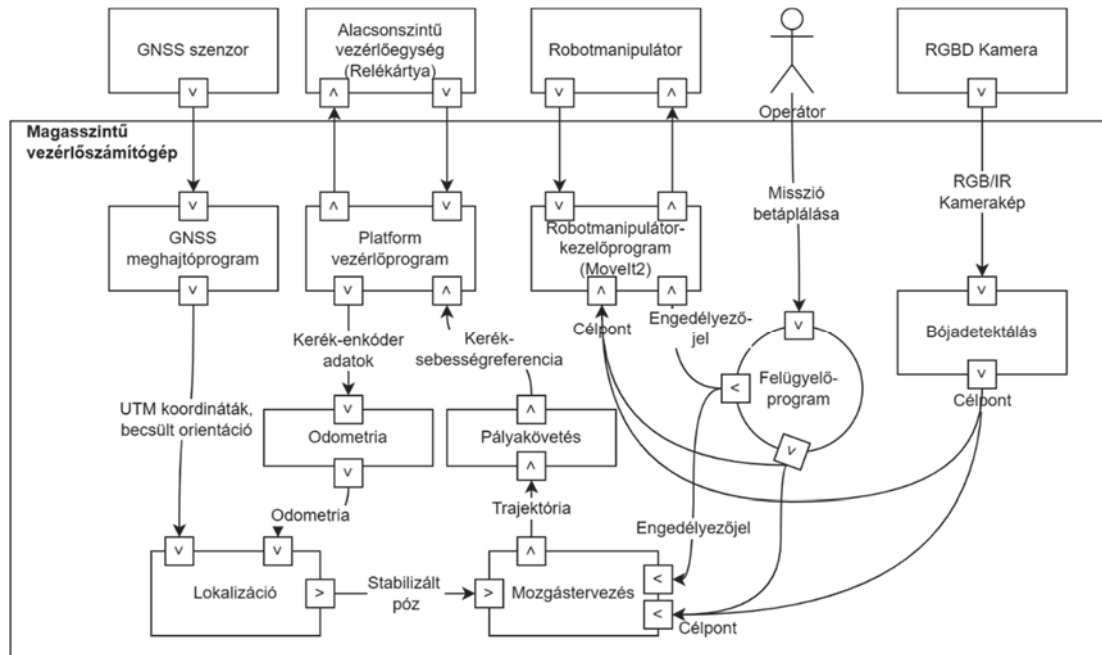 GNSS szenzor
Alacsonszintű
vezérlőegység
(Relékártya)
Robotmanipulátor
Operátor
RGBD Kamera
Magasszintű
vezérlőszámítógép
Misszió
betáplálása
RGB/IR
Kamerakép
GNSS
meghajtóprogram
Platform
vezérlőprogram
Robotmanipulátor-
kezelőprogram
(MoveIt2)
Célpont
Engedélyező-
jel
Felügyelő-
program
Bójadetektálás
Célpont
Kerék-enkóder
adatok
Kerék-
sebességreferencia
UTM koordináták,
becsült orientáció
Odometria
Pályakövetés
Odometria
Trajektória
Engedélyezőjel
Lokalizáció
Stabilizált
póz
Mozgástervezés
Célpont